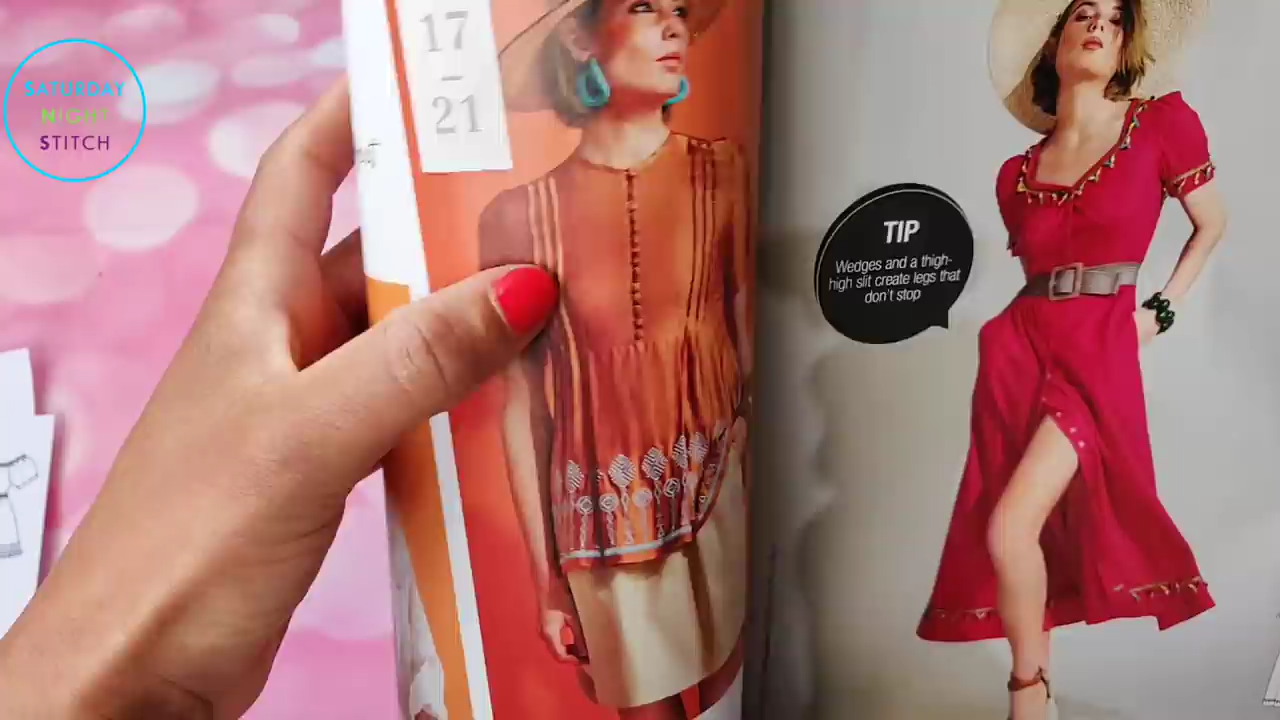 SATURDAY
NIGHT
STITCH
17
–
21
TIP
Wedges and a thigh-
high slit create legs that
don't stop